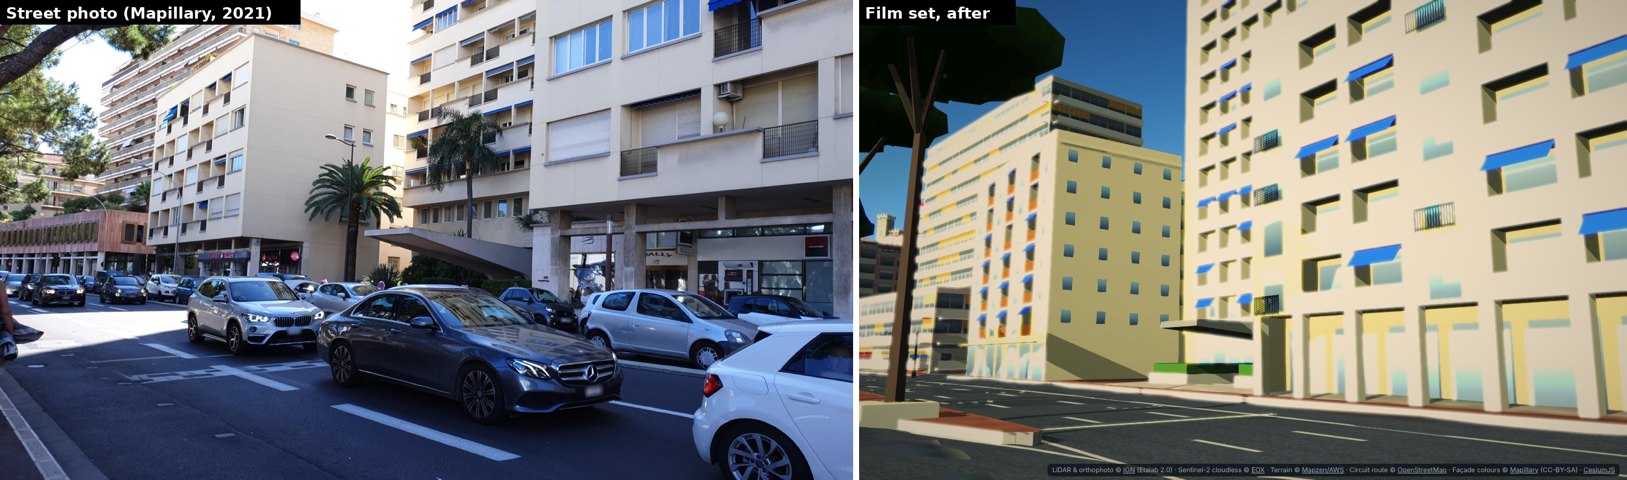 Street photo (Mapillary, 2021)
Film set, after
LiDAR & orthophoto © IGN (Etalab 2.0) · Sentinel-2 cloudless © EOX · Terrain © Mapzen/AWS · Circuit route © OpenStreetMap · Façade colours © Mapillary (CC-BY-SA) · CesiumJS